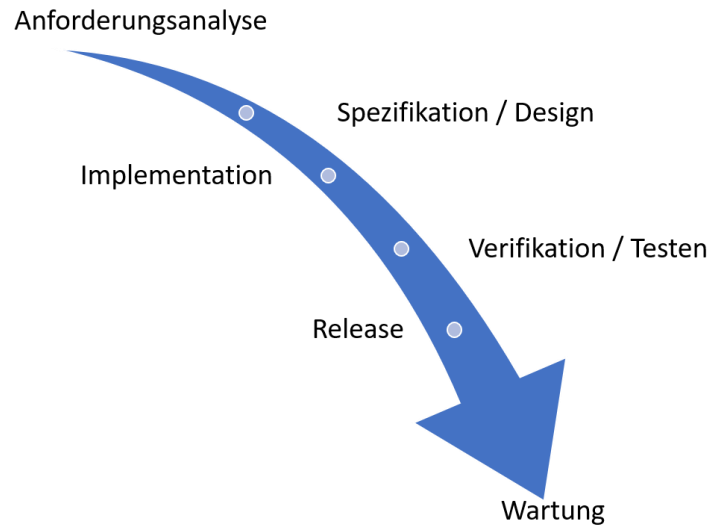 Anforderungsanalyse
Spezifikation / Design
Implementation
Verifikation / Testen
Release
Wartung